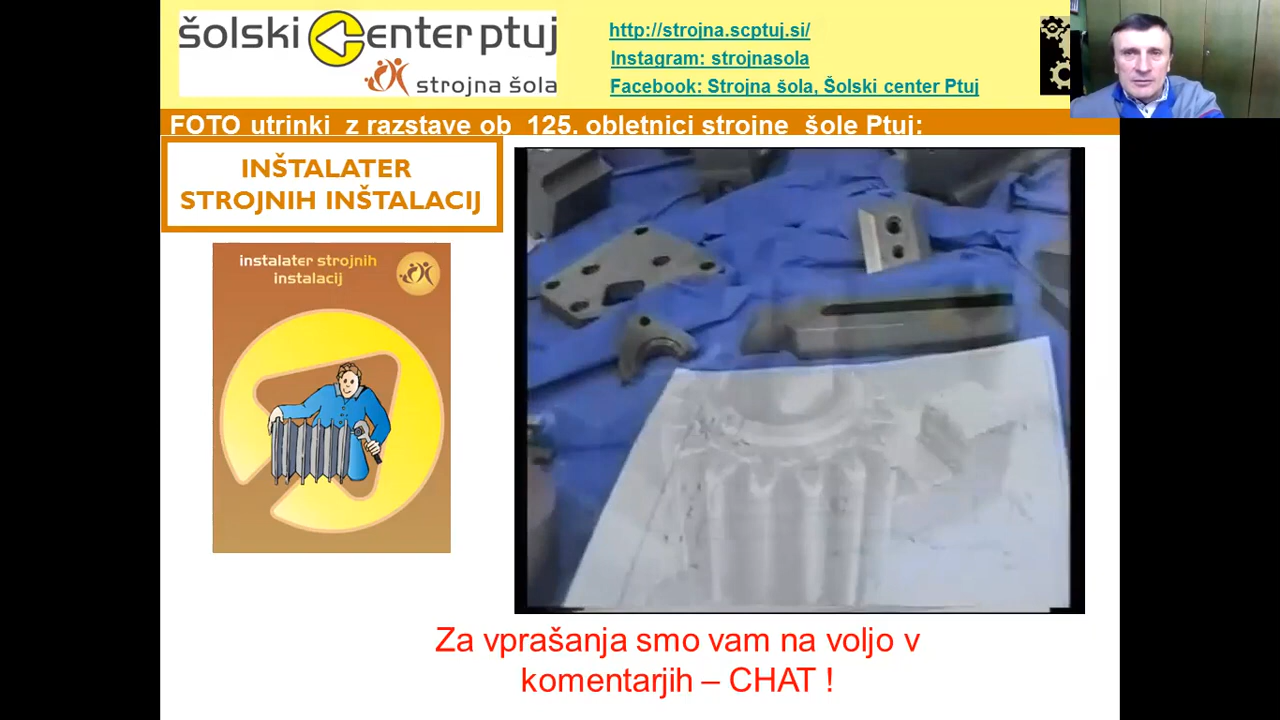 šolski center ptuj
strojna šola
http://strojna.scptuj.si/
Instagram: strojnasola
Facebook: Strojna šola, Šolski center Ptuj
FOTO utrinki z razstave ob 125. obletnici strojne šole Ptuj:
INŠTALATER
STROJNIH INŠTALACIJ
instalater strojnih
instalacij
Za vprašanja smo vam na voljo v
komentarjih – CHAT !